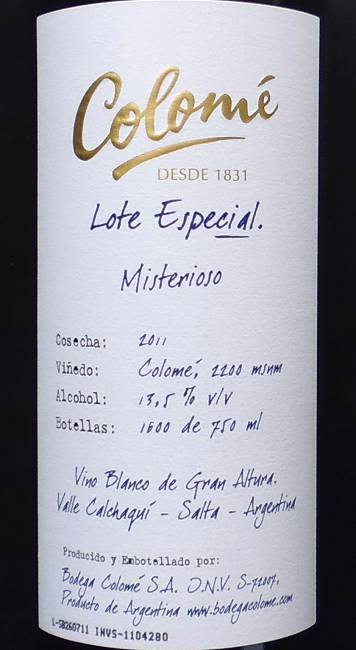 Colomé
DESDE 1831
Lote Especial.
Misterioso
Cosecha: 2011
Viñedo: Colomé, 2200 msnm
Alcohol: 13,5 % v/v
Botellas: 1600 de 750 ml
Vino Blanco de Gran Altura.
Valle Calchaquí - Salta - Argentina
Producido y Embotellado por:
Bodega Colomé S.A. I.N.V. S-72007,
Producto de Argentina www.bodegacolome.com
L-SB260711 INVS-1104280